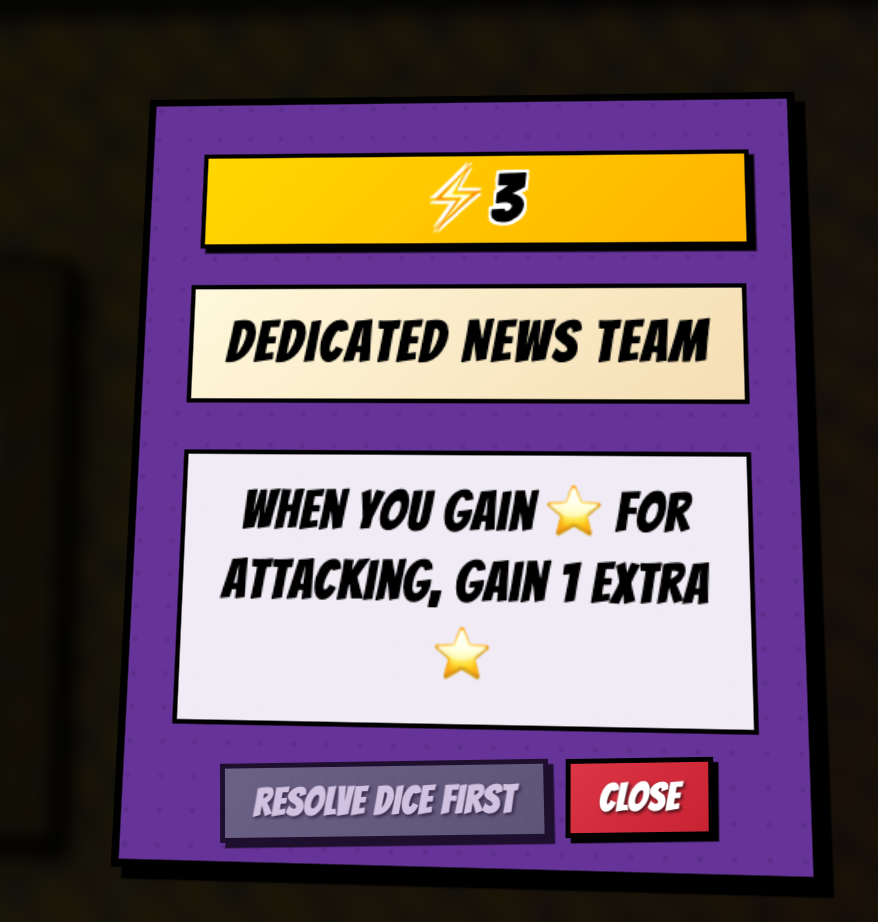 ⚡3
DEDICATED NEWS TEAM
WHEN YOU GAIN ⭐ FOR
ATTACKING, GAIN 1 EXTRA
⭐
RESOLVE DICE FIRST
CLOSE